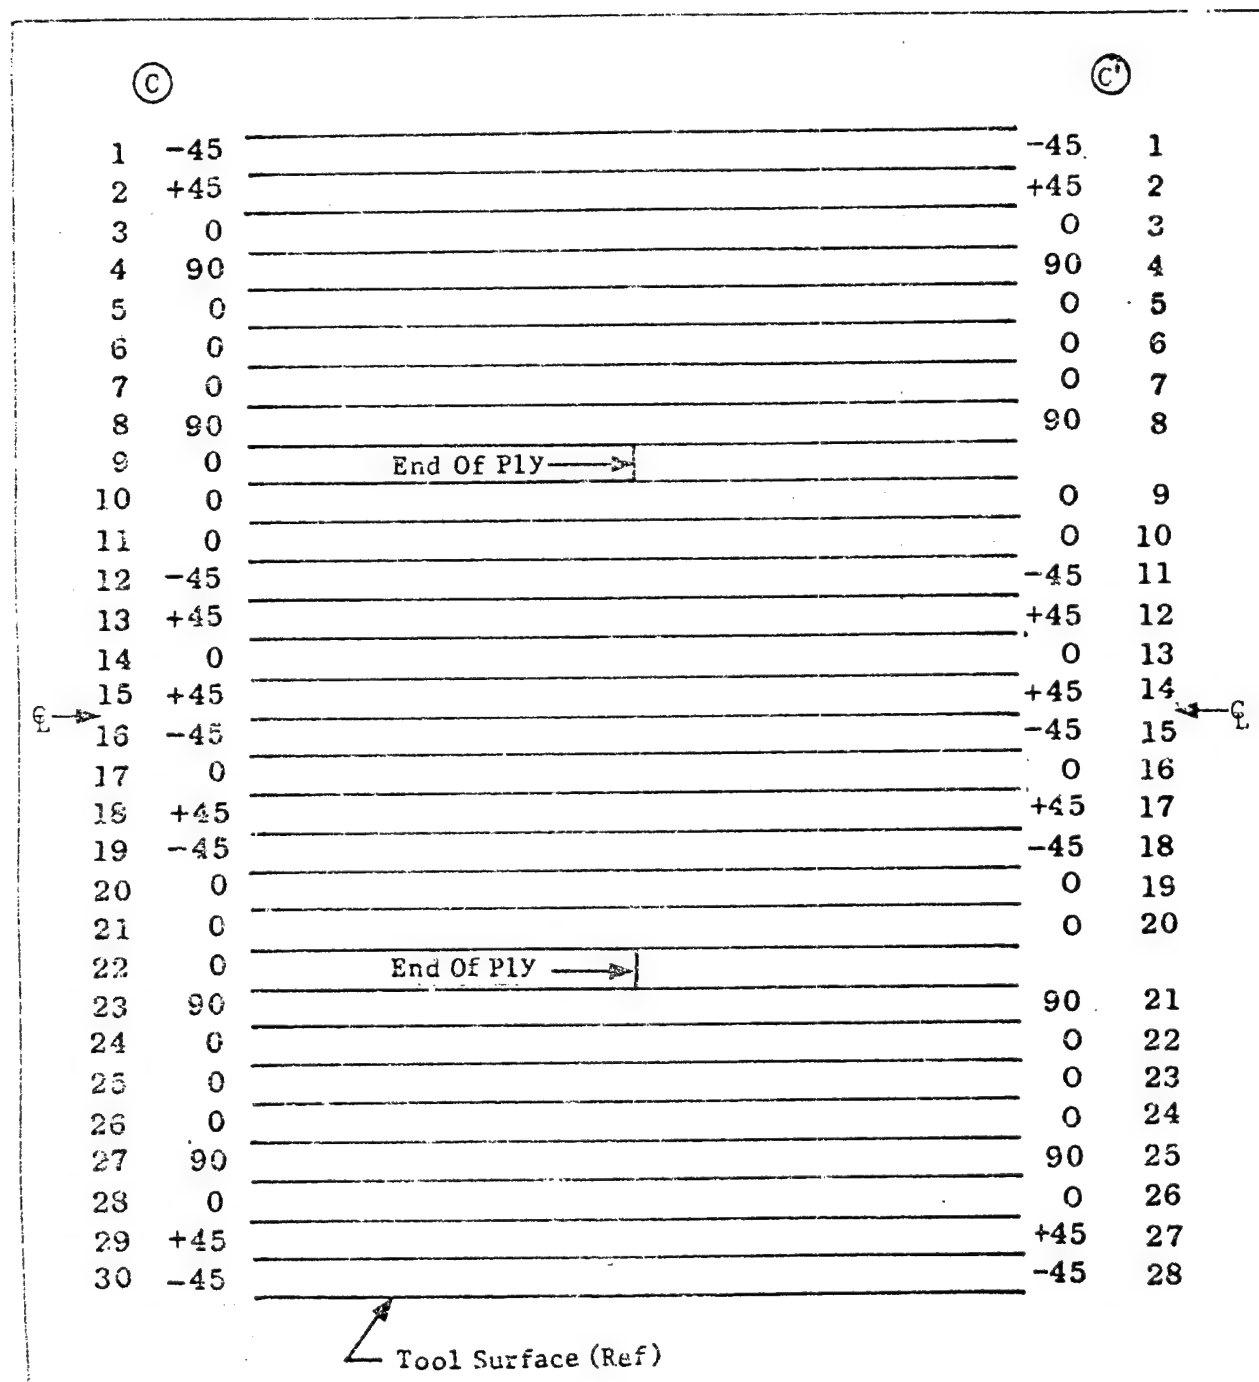 C C'
1 -45 -45 1
2 +45 +45 2
3 0 0 3
4 90 90 4
5 0 0 5
6 0 0 6
7 0 0 7
8 90 90 8
9 0 End Of Ply
10 0 0 9
11 0 0 10
12 -45 -45 11
13 +45 +45 12
14 0 0 13
15 +45 +45 14
℄ ℄
16 -45 -45 15
17 0 0 16
18 +45 +45 17
19 -45 -45 18
20 0 0 19
21 0 0 20
22 0 End Of Ply
23 90 90 21
24 0 0 22
25 0 0 23
26 0 0 24
27 90 90 25
28 0 0 26
29 +45 +45 27
30 -45 -45 28
Tool Surface (Ref)